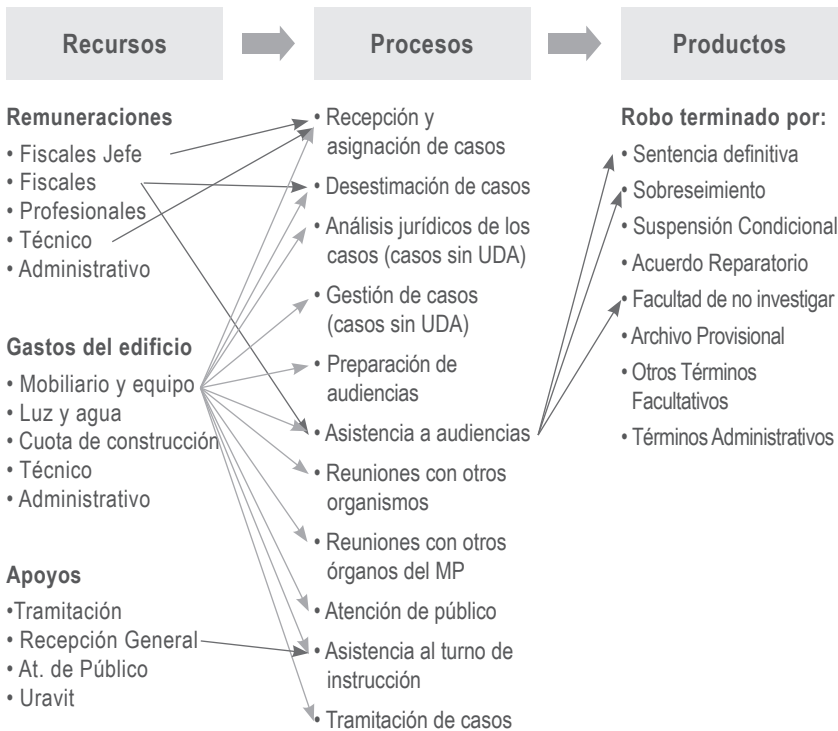 Recursos
Procesos
Productos
Remuneraciones
• Fiscales Jefe
• Fiscales
• Profesionales
• Técnico
• Administrativo
Gastos del edificio
• Mobiliario y equipo
• Luz y agua
• Cuota de construcción
• Técnico
• Administrativo
Apoyos
•Tramitación
• Recepción General
• At. de Público
• Uravit
• Recepción y
asignación de casos
• Desestimación de casos
• Análisis jurídicos de los
casos (casos sin UDA)
• Gestión de casos
(casos sin UDA)
• Preparación de
audiencias
• Asistencia a audiencias
• Reuniones con otros
organismos
• Reuniones con otros
órganos del MP
• Atención de público
• Asistencia al turno de
instrucción
• Tramitación de casos
Robo terminado por:
• Sentencia definitiva
• Sobreseimiento
• Suspensión Condicional
• Acuerdo Reparatorio
• Facultad de no investigar
• Archivo Provisional
• Otros Términos
Facultativos
• Términos Administrativos